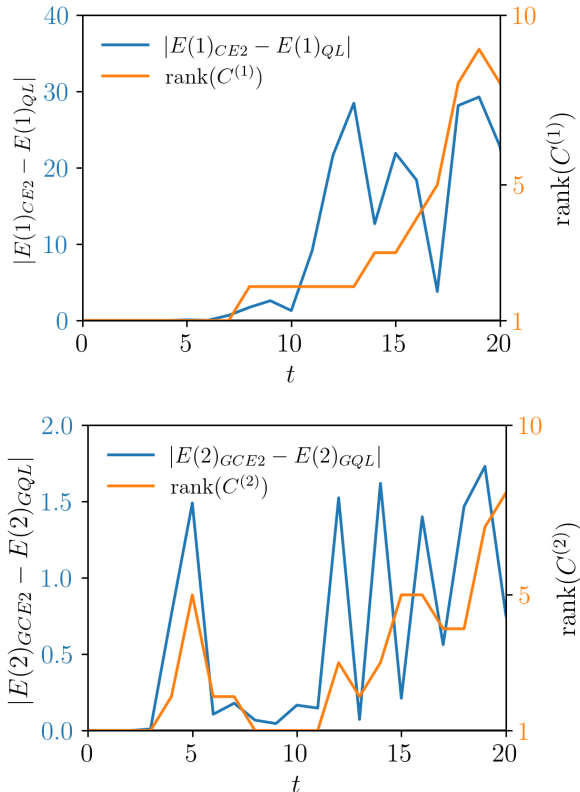 40
30
20
10
0
|E(1)_{CE2} − E(1)_{QL}|
|E(1)_{CE2} − E(1)_{QL}|
rank(C^{(1)})
10
5
1
rank(C^{(1)})
0 5 10 15 20
t
2.0
1.5
1.0
0.5
0.0
|E(2)_{GCE2} − E(2)_{GQL}|
|E(2)_{GCE2} − E(2)_{GQL}|
rank(C^{(2)})
10
5
1
rank(C^{(2)})
0 5 10 15 20
t